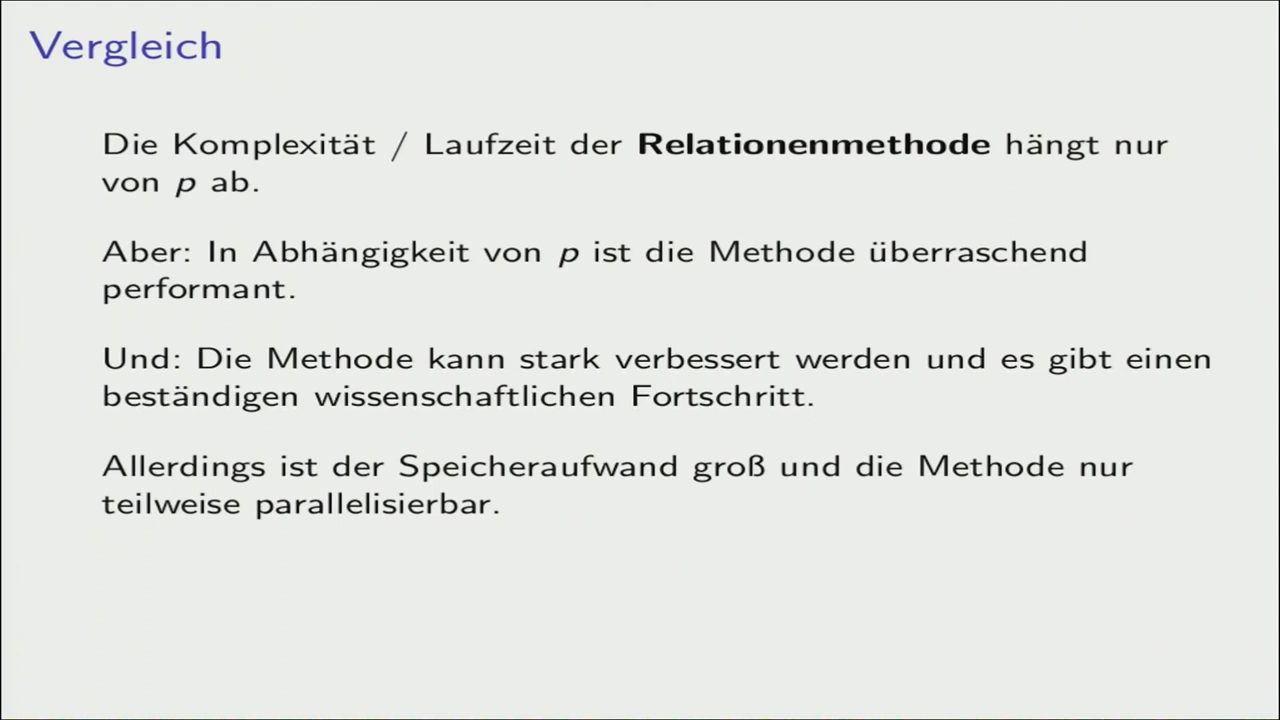 Vergleich
Die Komplexität / Laufzeit der Relationenmethode hängt nur
von p ab.
Aber: In Abhängigkeit von p ist die Methode überraschend
performant.
Und: Die Methode kann stark verbessert werden und es gibt einen
beständigen wissenschaftlichen Fortschritt.
Allerdings ist der Speicheraufwand groß und die Methode nur
teilweise parallelisierbar.